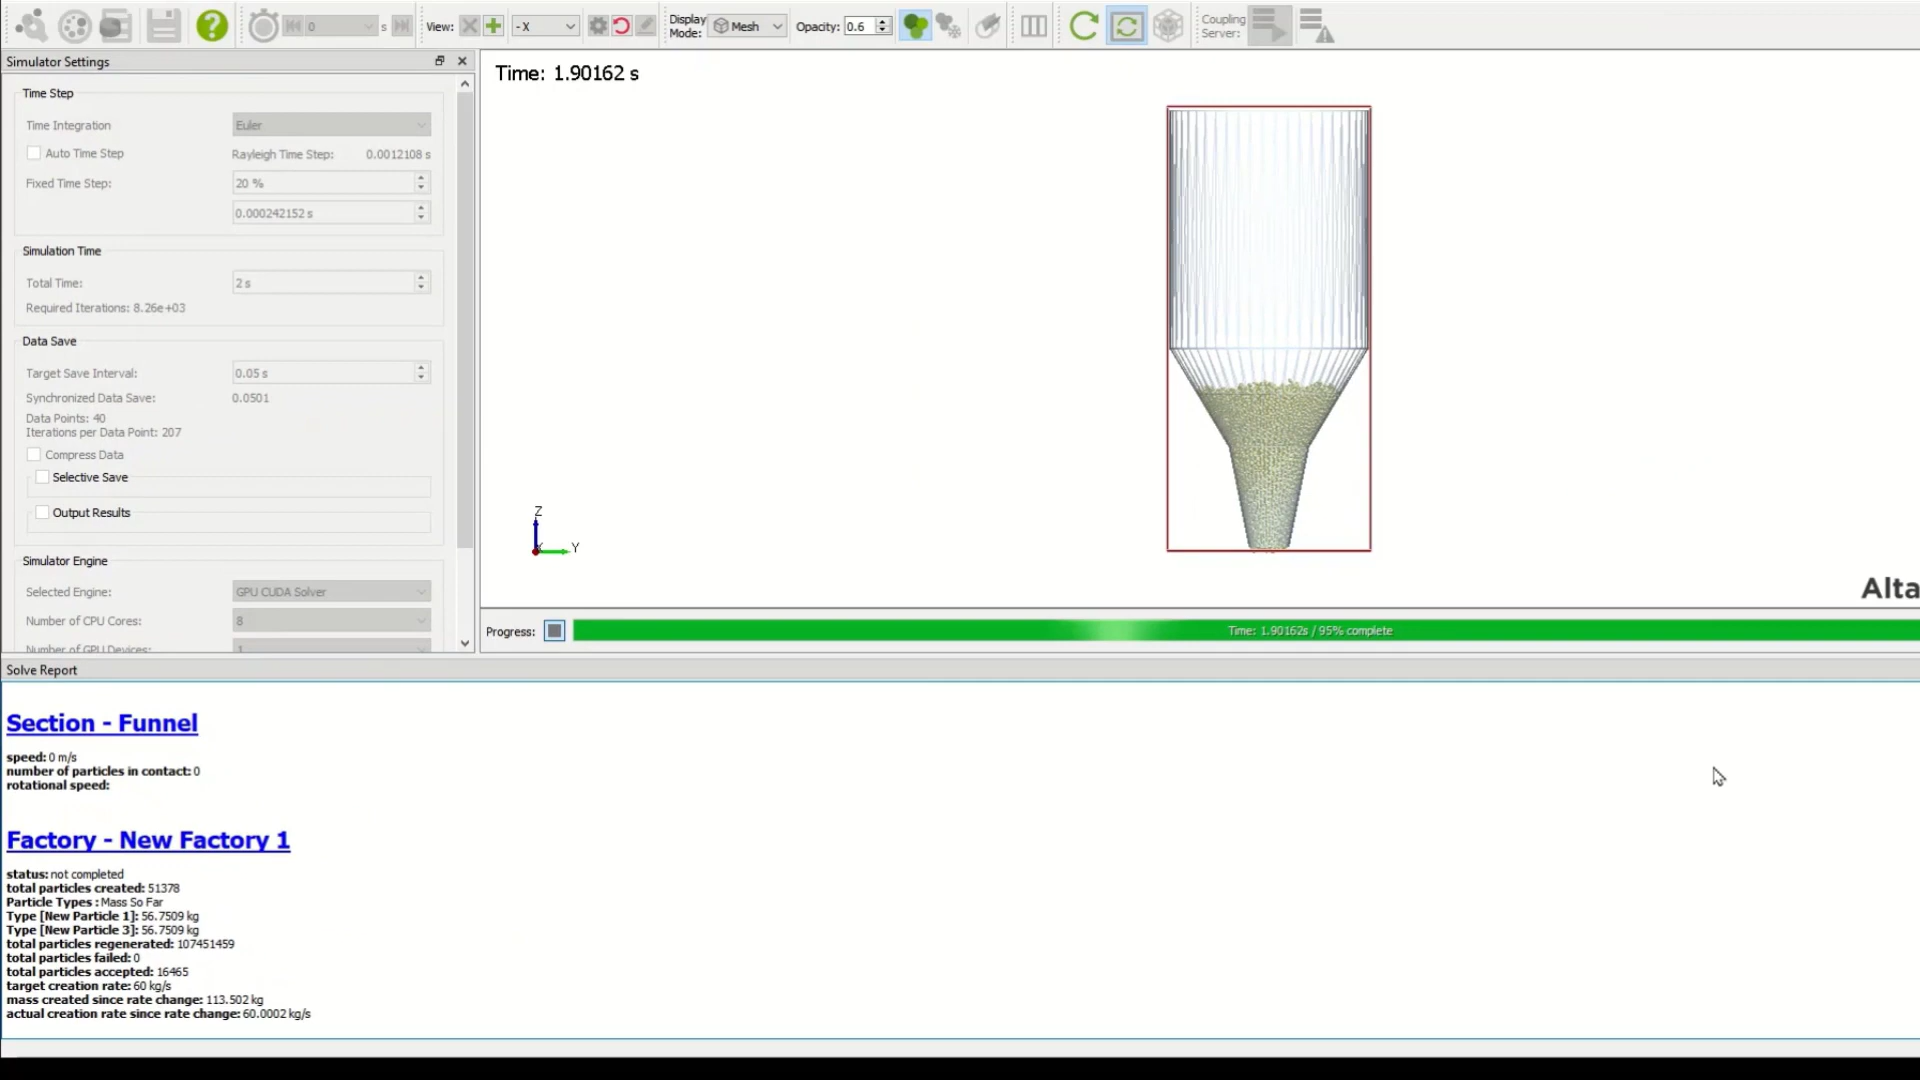 0
s
View:
-X
Display Mode:
Mesh
Opacity: 0.6
Coupling Server:
Simulator Settings
Time Step
Time Integration Euler
Auto Time Step Rayleigh Time Step: 0.0012108 s
Fixed Time Step: 20 %
0.000242152 s
Simulation Time
Total Time: 2 s
Required Iterations: 8.26e+03
Data Save
Target Save Interval: 0.05 s
Synchronized Data Save: 0.0501
Data Points: 40
Iterations per Data Point: 207
Compress Data
Selective Save
Output Results
Simulator Engine
Selected Engine: GPU CUDA Solver
Number of CPU Cores: 8
Number of GPU Devices: 1
Time: 1.90162 s
Z
Y
Alta
Progress: Time: 1.90162s / 95% complete
Solve Report
Section - Funnel
speed: 0 m/s
number of particles in contact: 0
rotational speed:
Factory - New Factory 1
status: not completed
total particles created: 51378
Particle Types : Mass So Far
Type [New Particle 1]: 56.7509 kg
Type [New Particle 3]: 56.7509 kg
total particles regenerated: 107451459
total particles failed: 0
total particles accepted: 16465
target creation rate: 60 kg/s
mass created since rate change: 113.502 kg
actual creation rate since rate change: 60.0002 kg/s